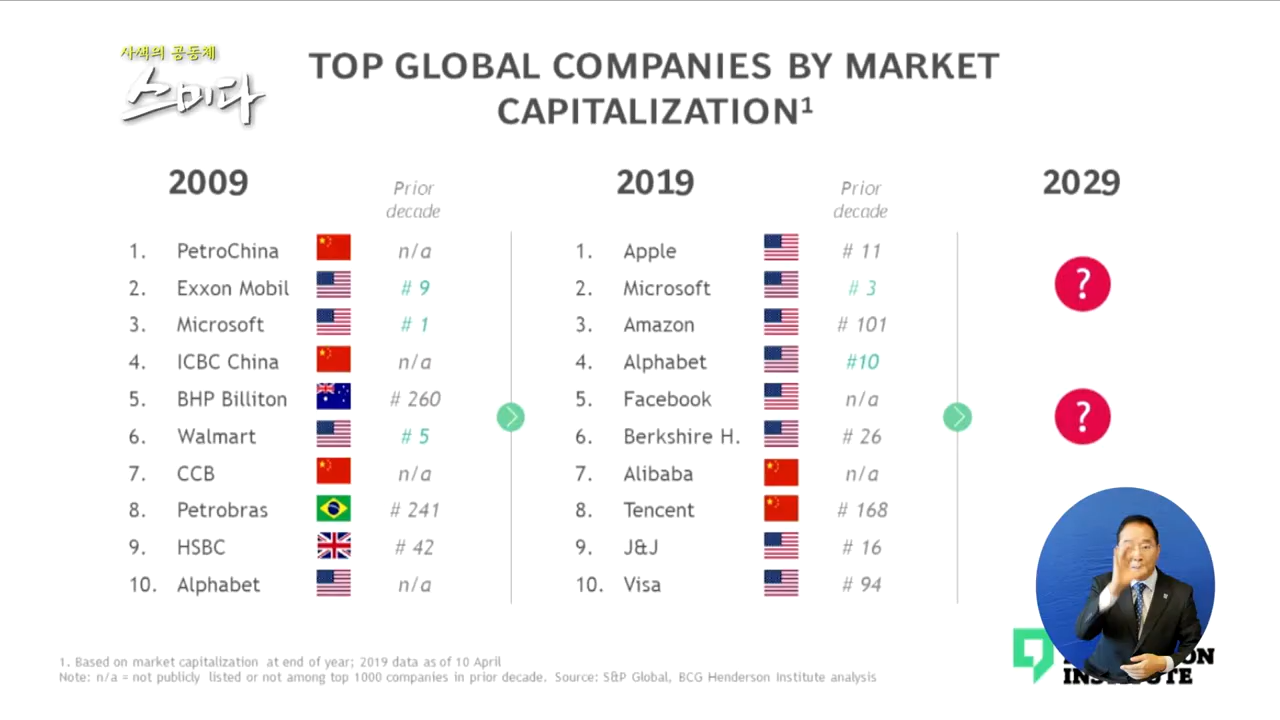 사색의 공동체
스미다
TOP GLOBAL COMPANIES BY MARKET
CAPITALIZATION¹
2009
Prior
decade
1. PetroChina n/a
2. Exxon Mobil # 9
3. Microsoft # 1
4. ICBC China n/a
5. BHP Billiton # 260
6. Walmart # 5
7. CCB n/a
8. Petrobras # 241
9. HSBC # 42
10. Alphabet n/a
2019
Prior
decade
1. Apple # 11
2. Microsoft # 3
3. Amazon # 101
4. Alphabet #10
5. Facebook n/a
6. Berkshire H. # 26
7. Alibaba n/a
8. Tencent # 168
9. J&J # 16
10. Visa # 94
2029
?
?
1. Based on market capitalization at end of year; 2019 data as of 10 April
Note: n/a = not publicly listed or not among top 1000 companies in prior decade. Source: S&P Global, BCG Henderson Institute analysis